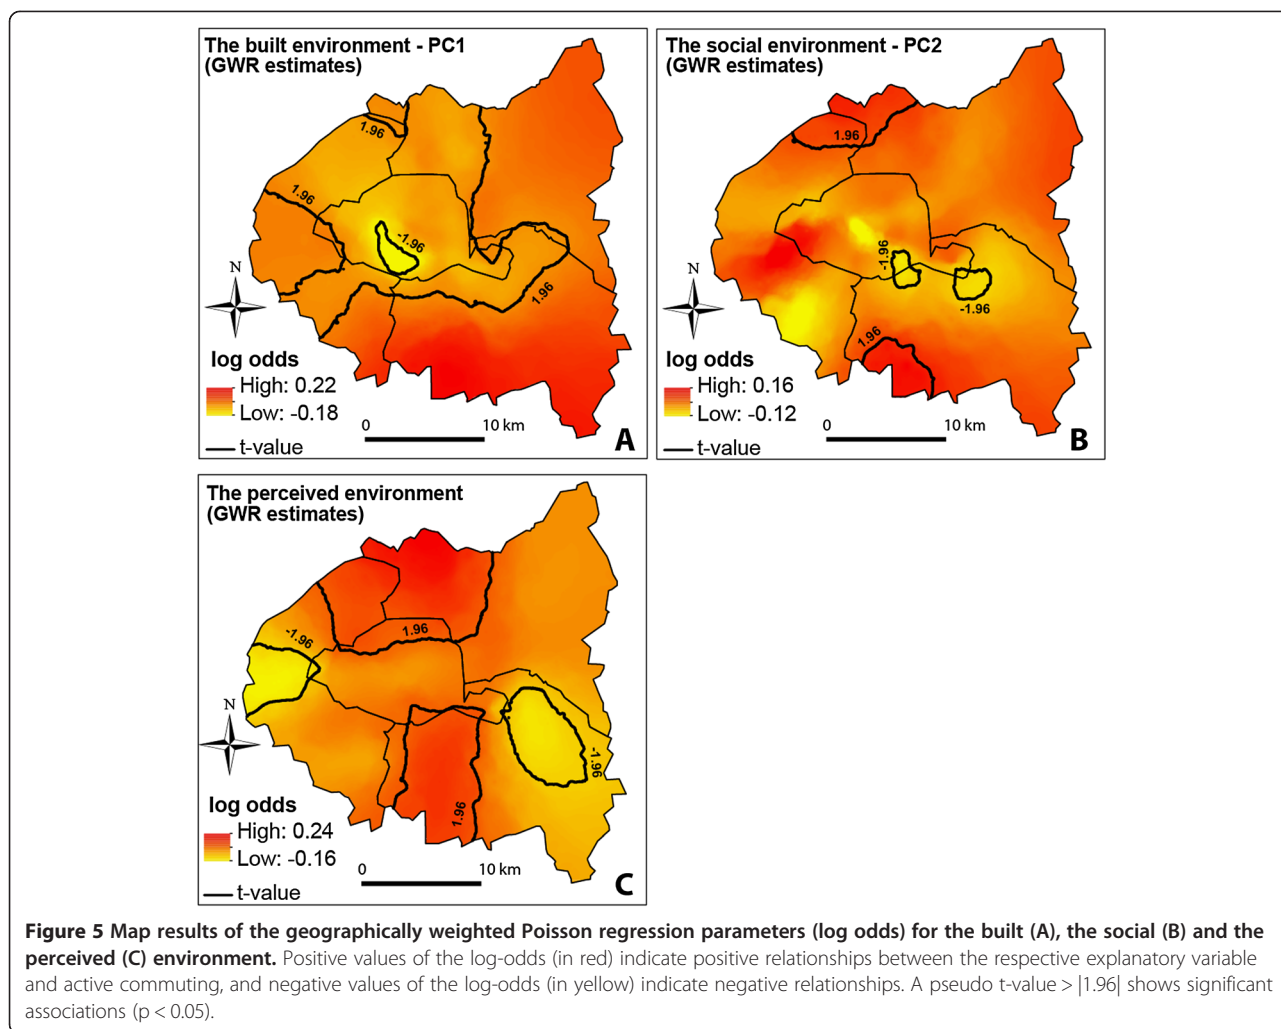 The built environment - PC1
(GWR estimates)
1.96
1.96
-1.96
1.96
N
log odds
High: 0.22
Low: -0.18
t-value
0 10 km
A
The social environment - PC2
(GWR estimates)
1.96
-1.96
-1.96
1.96
N
log odds
High: 0.16
Low: -0.12
t-value
0 10 km
B
The perceived environment
(GWR estimates)
-1.96
1.96
-1.96
1.96
N
log odds
High: 0.24
Low: -0.16
t-value
0 10 km
C
Figure 5 Map results of the geographically weighted Poisson regression parameters (log odds) for the built (A), the social (B) and the
perceived (C) environment. Positive values of the log-odds (in red) indicate positive relationships between the respective explanatory variable
and active commuting, and negative values of the log-odds (in yellow) indicate negative relationships. A pseudo t-value > |1.96| shows significant
associations (p < 0.05).